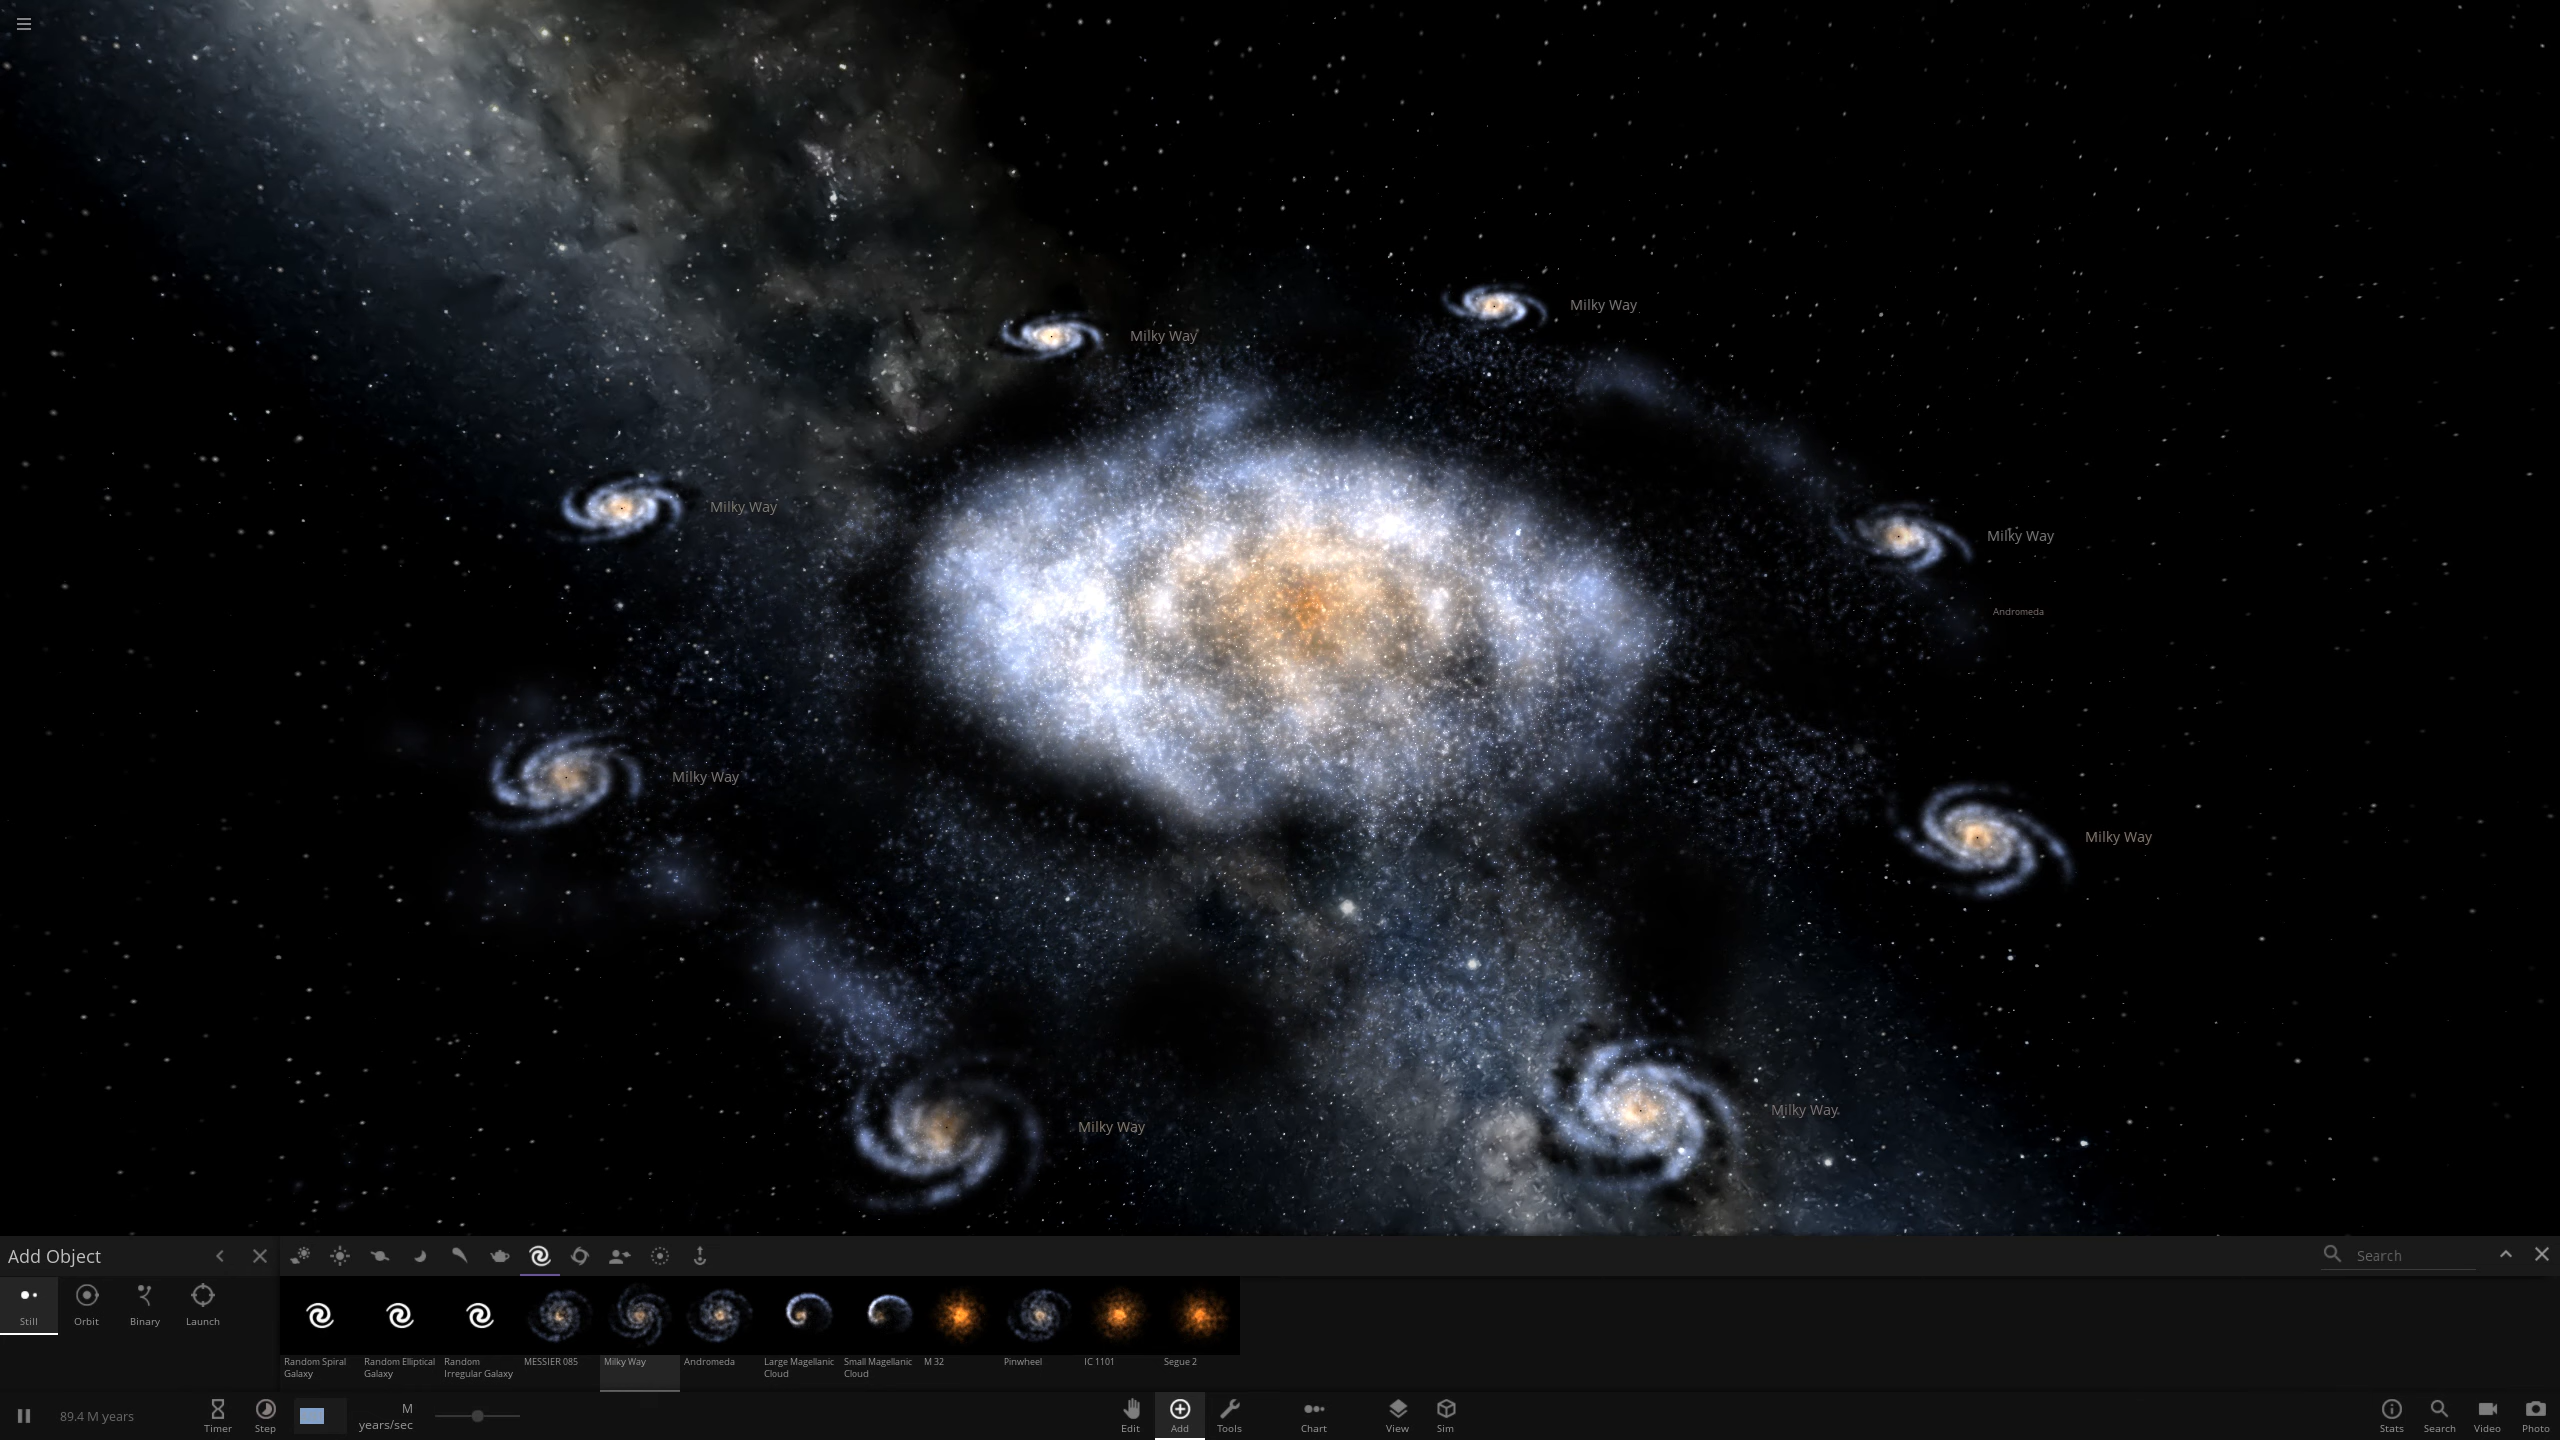 Milky Way
Milky Way
Milky Way
Milky Way
Andromeda
Milky Way
Milky Way
Milky Way
Milky Way
Add Object
Search
Still
Orbit
Binary
Launch
Random Spiral
Galaxy
Random Elliptical
Galaxy
Random
Irregular Galaxy
MESSIER 085
Milky Way
Andromeda
Large Magellanic
Cloud
Small Magellanic
Cloud
M 32
Pinwheel
IC 1101
Segue 2
89.4 M years
Timer
Step
M
years/sec
Edit
Add
Tools
Chart
View
Sim
Stats
Search
Video
Photo